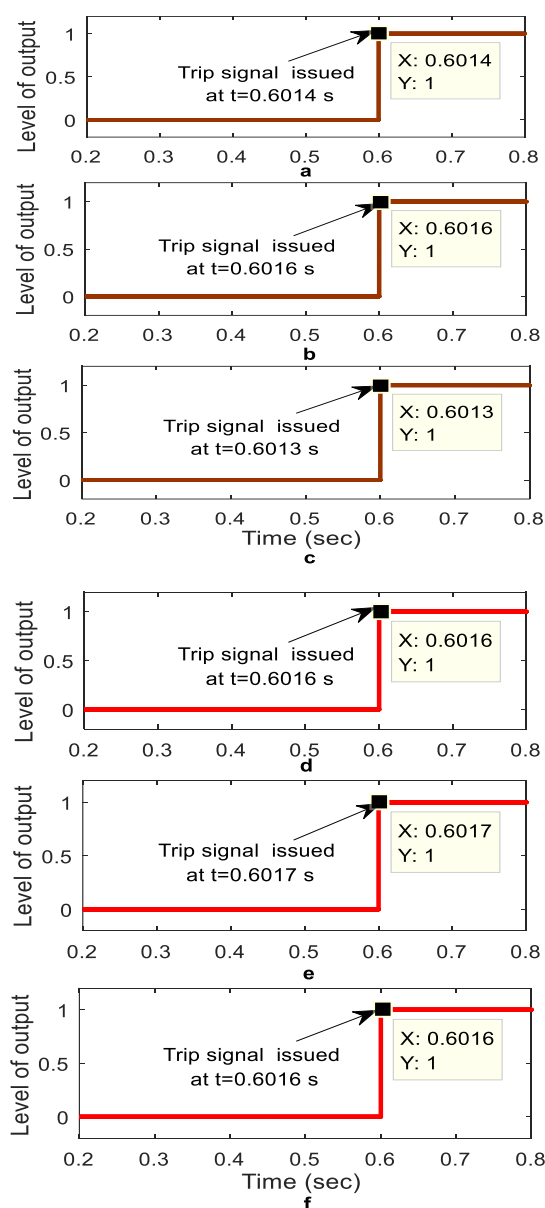 Level of output
1
0.5
0
Trip signal issued
at t=0.6014 s
X: 0.6014
Y: 1
0.2 0.3 0.4 0.5 0.6 0.7 0.8
a
Level of output
1
0.5
0
Trip signal issued
at t=0.6016 s
X: 0.6016
Y: 1
0.2 0.3 0.4 0.5 0.6 0.7 0.8
b
Level of output
1
0.5
0
Trip signal issued
at t=0.6013 s
X: 0.6013
Y: 1
0.2 0.3 0.4 0.5 0.6 0.7 0.8
Time (sec)
c
Level of output
1
0.5
0
Trip signal issued
at t=0.6016 s
X: 0.6016
Y: 1
0.2 0.3 0.4 0.5 0.6 0.7 0.8
d
Level of output
1
0.5
0
Trip signal issued
at t=0.6017 s
X: 0.6017
Y: 1
0.2 0.3 0.4 0.5 0.6 0.7 0.8
e
Level of output
1
0.5
0
Trip signal issued
at t=0.6016 s
X: 0.6016
Y: 1
0.2 0.3 0.4 0.5 0.6 0.7 0.8
Time (sec)
f